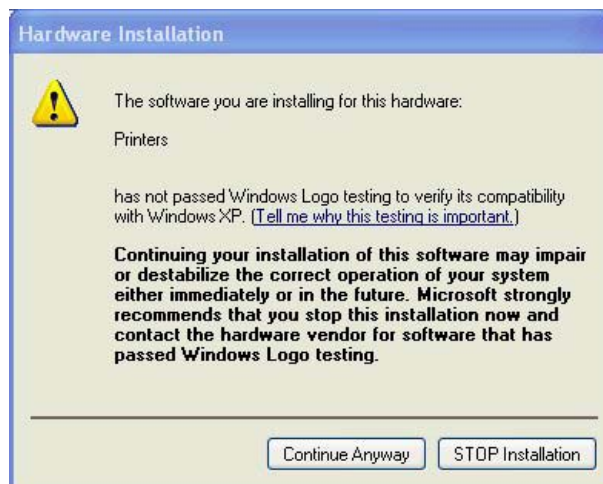 Hardware Installation
The software you are installing for this hardware:
Printers
has not passed Windows Logo testing to verify its compatibility
with Windows XP. (Tell me why this testing is important.)
Continuing your installation of this software may impair
or destabilize the correct operation of your system
either immediately or in the future. Microsoft strongly
recommends that you stop this installation now and
contact the hardware vendor for software that has
passed Windows Logo testing.
Continue Anyway
STOP Installation